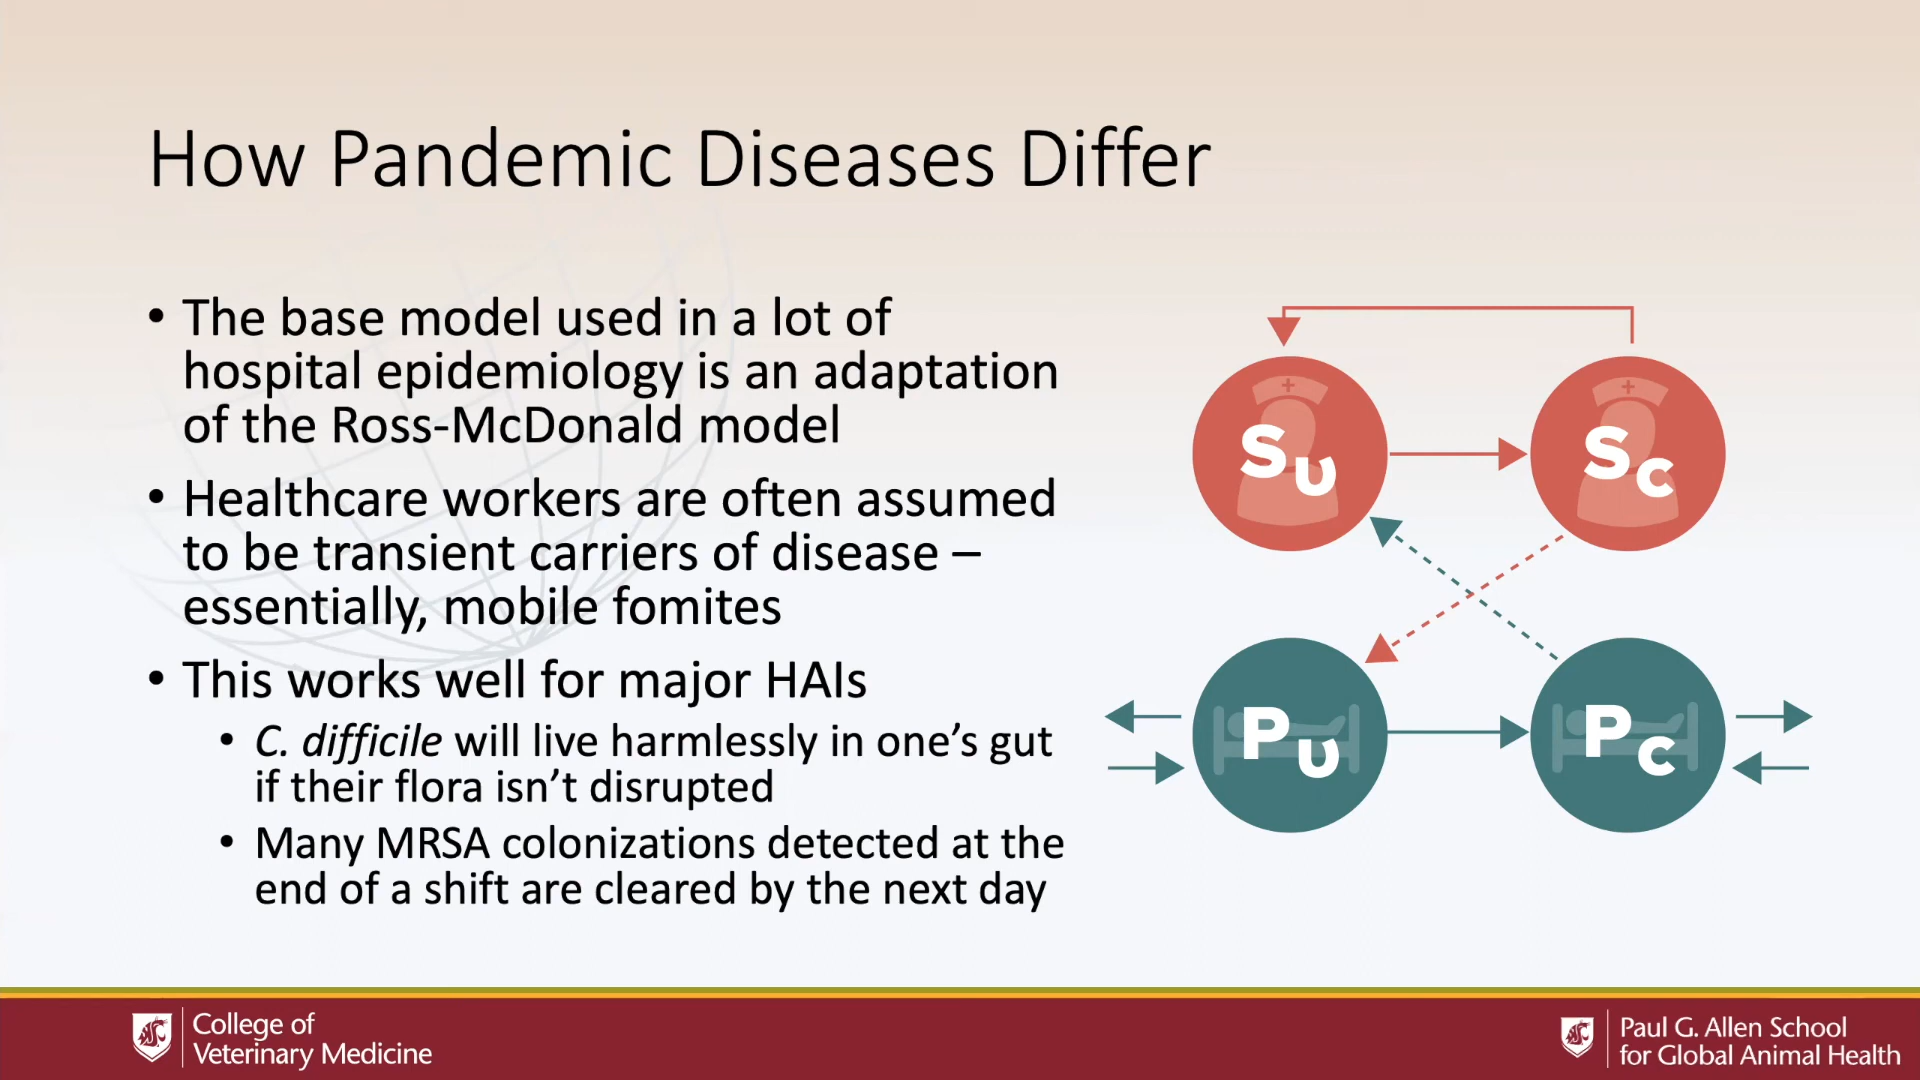 How Pandemic Diseases Differ
• The base model used in a lot of
hospital epidemiology is an adaptation
of the Ross-McDonald model
• Healthcare workers are often assumed
to be transient carriers of disease –
essentially, mobile fomites
• This works well for major HAIs
• C. difficile will live harmlessly in one’s gut
if their flora isn’t disrupted
• Many MRSA colonizations detected at the
end of a shift are cleared by the next day
SU
SC
PU
PC
College of
Veterinary Medicine
Paul G. Allen School
for Global Animal Health